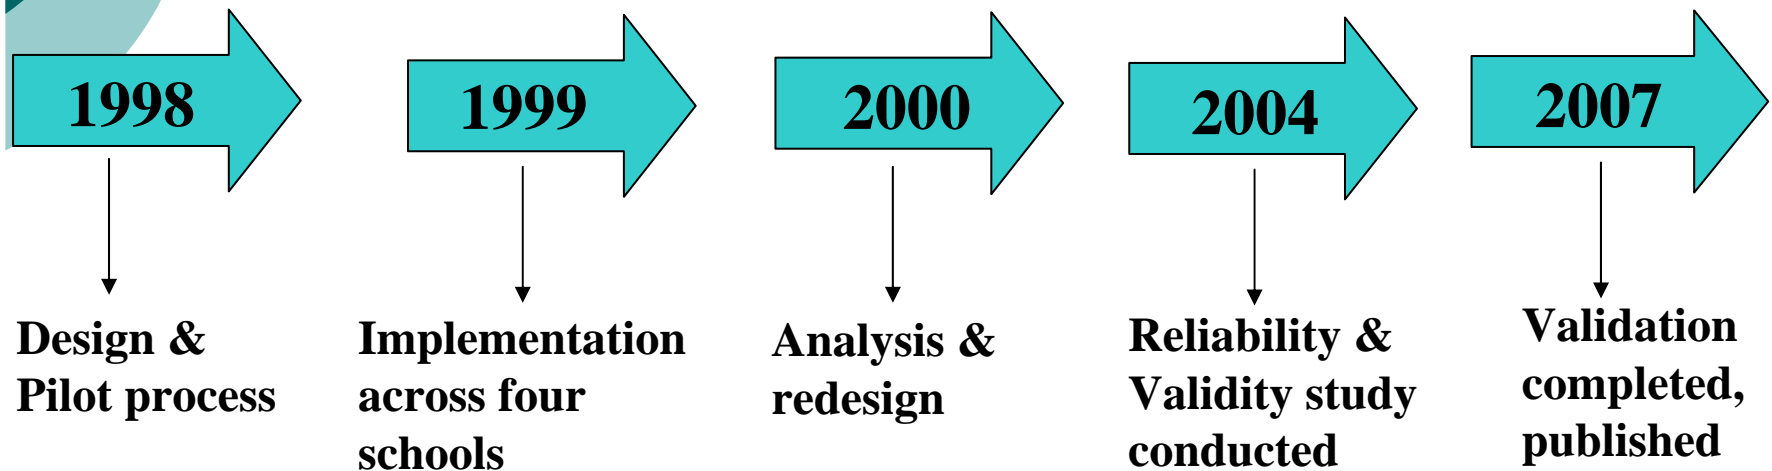 1998
1999
2000
2004
2007
Design &
Pilot process
Implementation
across four
schools
Analysis &
redesign
Reliability &
Validity study
conducted
Validation
completed,
published